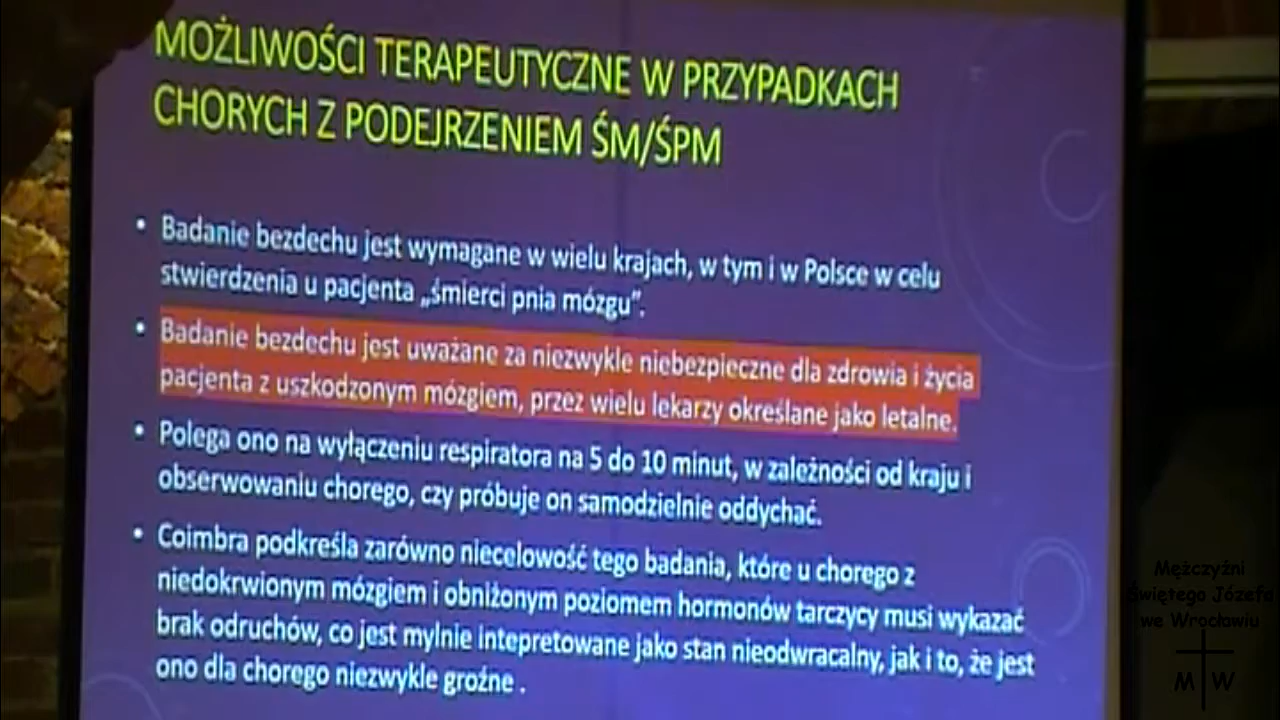 MOŻLIWOŚCI TERAPEUTYCZNE W PRZYPADKACH
CHORYCH Z PODEJRZENIEM ŚM/ŚPM
• Badanie bezdechu jest wymagane w wielu krajach, w tym i w Polsce w celu
stwierdzenia u pacjenta „śmierci pnia mózgu”.
• Badanie bezdechu jest uważane za niezwykle niebezpieczne dla zdrowia i życia
pacjenta z uszkodzonym mózgiem, przez wielu lekarzy określane jako letalne.
• Polega ono na wyłączeniu respiratora na 5 do 10 minut, w zależności od kraju i
obserwowaniu chorego, czy próbuje on samodzielnie oddychać.
• Coimbra podkreśla zarówno niecelowość tego badania, które u chorego z
niedokrwionym mózgiem i obniżonym poziomem hormonów tarczycy musi wykazać
brak odruchów, co jest mylnie intepretowane jako stan nieodwracalny, jak i to, że jest
ono dla chorego niezwykle groźne .
Mężczyźni
Świętego Józefa
we Wrocławiu
M W